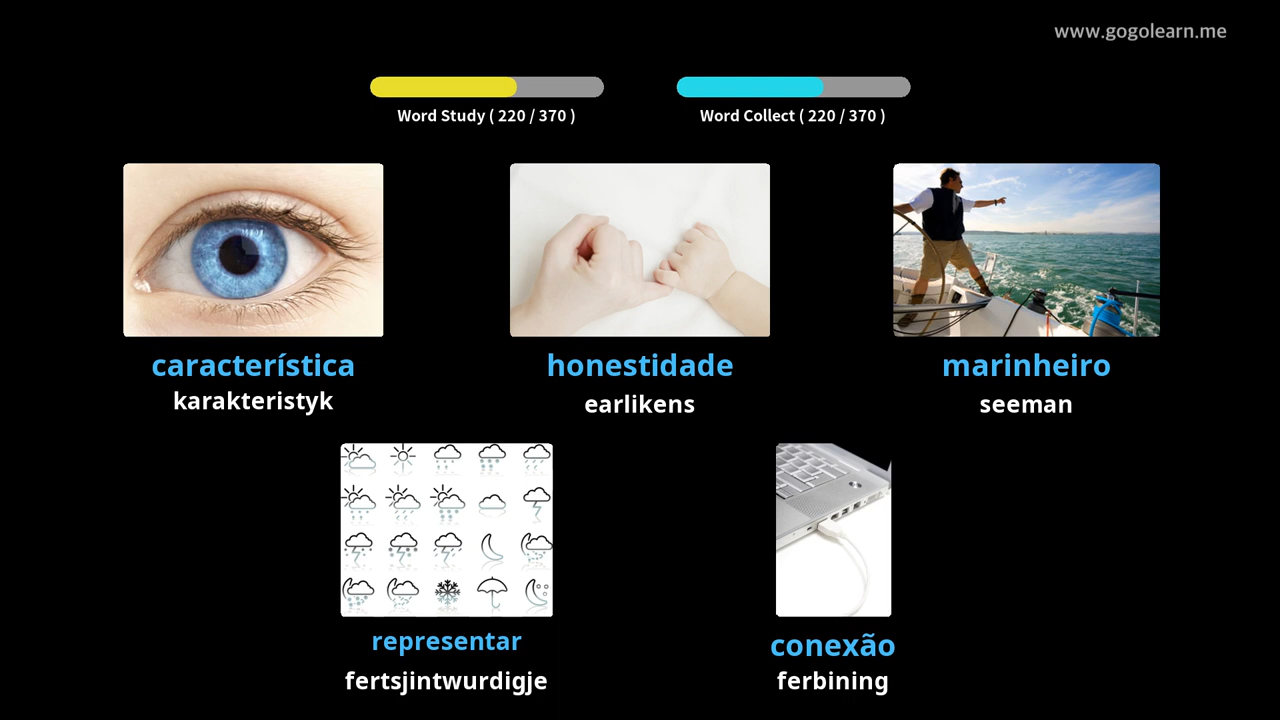 www.gogolearn.me
Word Study ( 220 / 370 )
Word Collect ( 220 / 370 )
característica
karakteristyk
honestidade
earlikens
marinheiro
seeman
representar
fertsjintwurdigje
conexão
ferbining